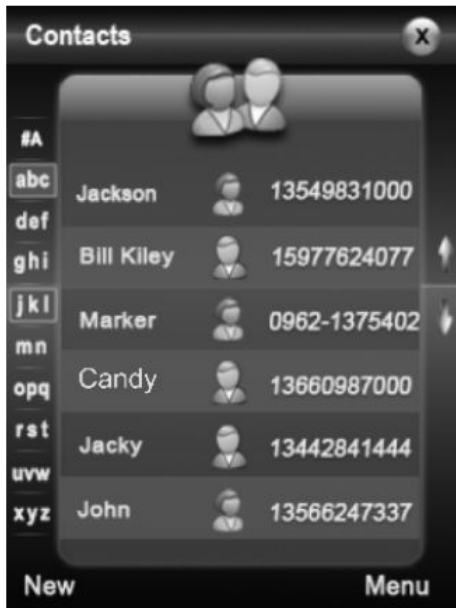 Contacts
X
#A
abc
def
ghi
jkl
mn
opq
rst
uvw
xyz
Jackson 13549831000
Bill Kiley 15977624077
Marker 0962-1375402
Candy 13660987000
Jacky 13442841444
John 13566247337
New Menu